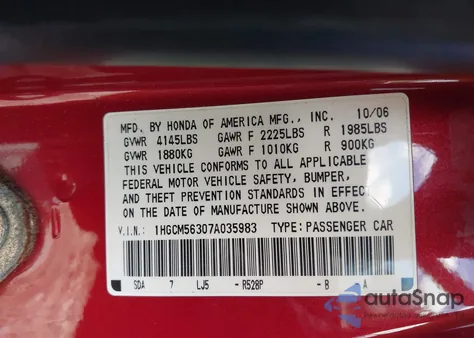 MFD. BY HONDA OF AMERICA MFG., INC. 10/06
GVWR 4145LBS GAWR F 2225LBS R 1985LBS
GVWR 1880KG GAWR F 1010KG R 900KG
THIS VEHICLE CONFORMS TO ALL APPLICABLE
FEDERAL MOTOR VEHICLE SAFETY, BUMPER,
AND THEFT PREVENTION STANDARDS IN EFFECT
ON THE DATE OF MANUFACTURE SHOWN ABOVE.
V.I.N.: 1HGCM56307A035983 TYPE: PASSENGER CAR
SDA 7 LJ5 - R528P - B A
autoSnap